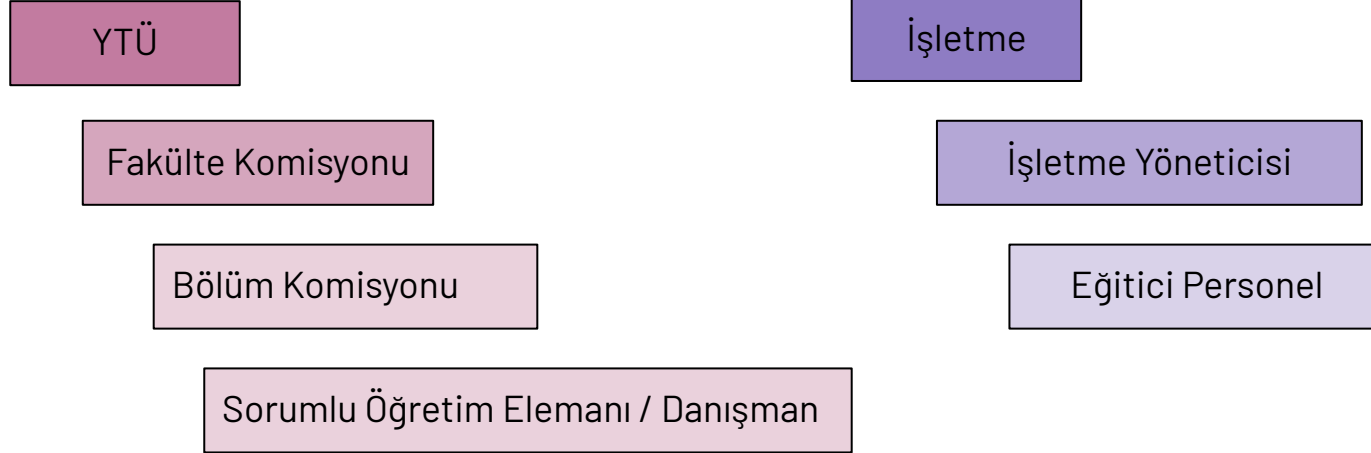 YTÜ
Fakülte Komisyonu
Bölüm Komisyonu
Sorumlu Öğretim Elemanı / Danışman
İşletme
İşletme Yöneticisi
Eğitici Personel